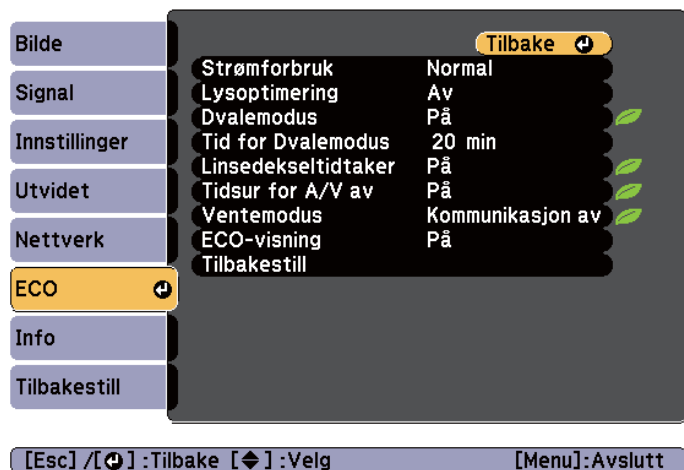 Bilde
Signal
Innstillinger
Utvidet
Nettverk
ECO
Info
Tilbakestill
Tilbake
Strømforbruk Normal
Lysoptimering Av
Dvalemodus På
Tid for Dvalemodus 20 min
Linsedekseltidtaker På
Tidsur for A/V av På
Ventemodus Kommunikasjon av
ECO-visning På
Tilbakestill
[Esc] /[ ] :Tilbake [ ] :Velg [Menu]:Avslutt